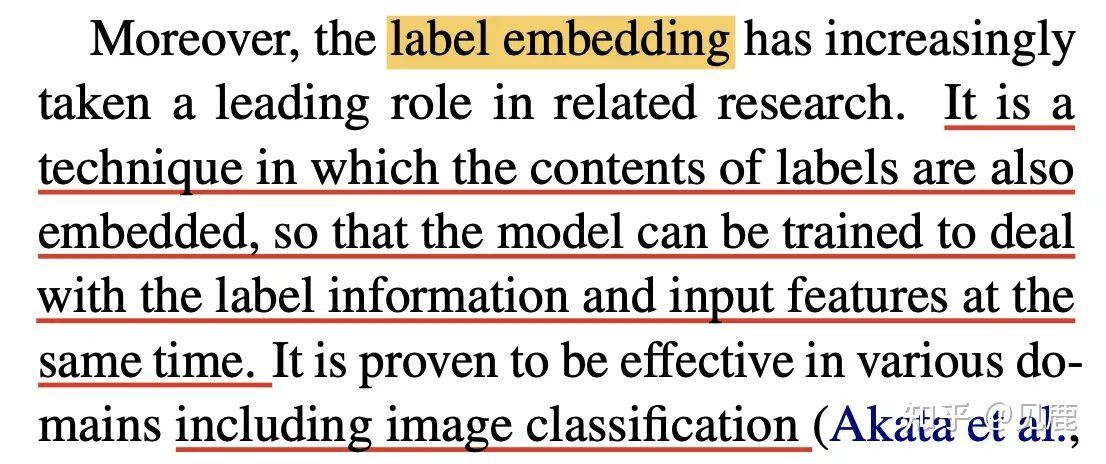 Moreover, the label embedding has increasingly
taken a leading role in related research. It is a
technique in which the contents of labels are also
embedded, so that the model can be trained to deal
with the label information and input features at the
same time. It is proven to be effective in various do-
mains including image classification (Akata et al.,
知乎 @见鹿